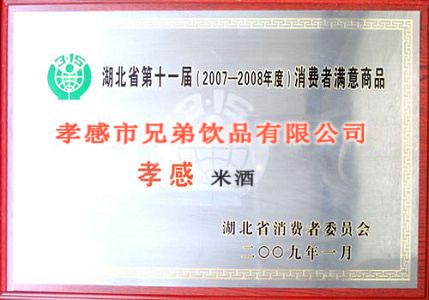 3·15
湖北省第十一届(2007—2008年度)消费者满意商品
孝感市兄弟饮品有限公司
孝感 米酒
湖北省消费者委员会
二〇〇九年一月